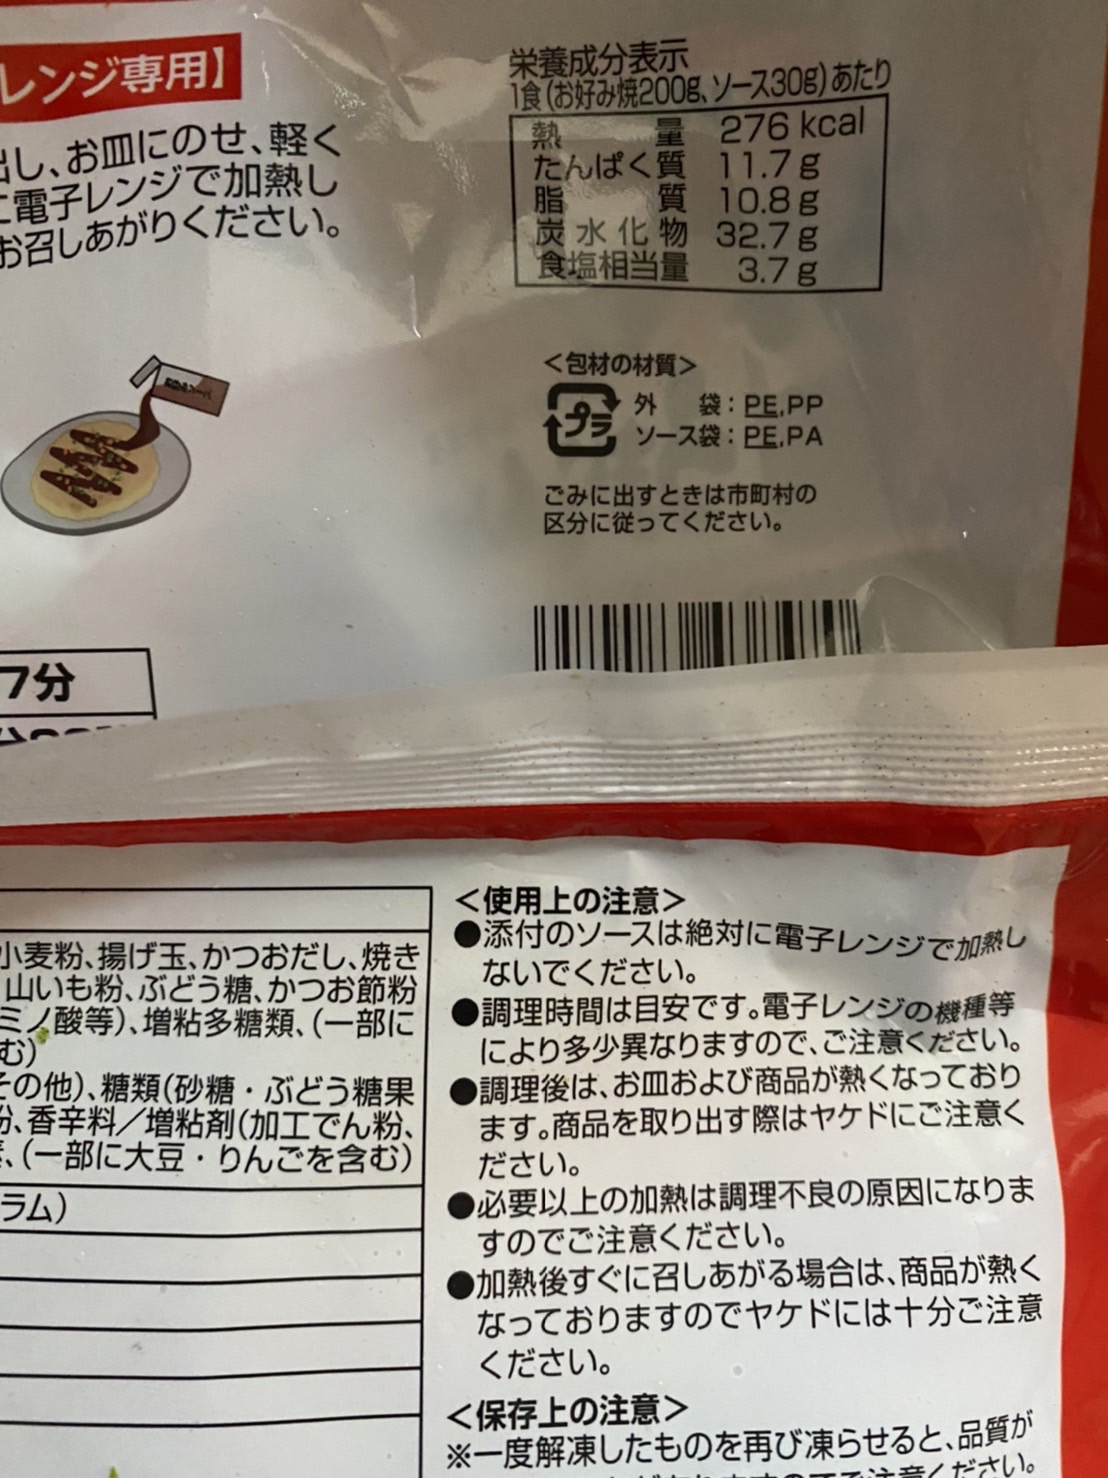 レンジ専用】
出し、お皿にのせ、軽く
に電子レンジで加熱し
お召しあがりください。
栄養成分表示
1食(お好み焼200g、ソース30g)あたり
熱量 276 kcal
たんぱく質 11.7g
脂質 10.8g
炭水化物 32.7g
食塩相当量 3.7g
<包材の材質>
プラ
外 袋：PE,PP
ソース袋：PE,PA
ごみに出すときは市町村の
区分に従ってください。
7分
小麦粉、揚げ玉、かつおだし、焼き
山いも粉、ぶどう糖、かつお節粉
ミノ酸等)、増粘多糖類、(一部に
む)
その他)、糖類(砂糖・ぶどう糖果
粉、香辛料／増粘剤(加工でん粉、
、(一部に大豆・りんごを含む)
ラム)
<使用上の注意>
●添付のソースは絶対に電子レンジで加熱し
ないでください。
●調理時間は目安です。電子レンジの機種等
により多少異なりますので、ご注意ください。
●調理後は、お皿および商品が熱くなっており
ます。商品を取り出す際はヤケドにご注意く
ださい。
●必要以上の加熱は調理不良の原因になりま
すのでご注意ください。
●加熱後すぐに召しあがる場合は、商品が熱く
なっておりますのでヤケドには十分ご注意
ください。
<保存上の注意>
※一度解凍したものを再び凍らせると、品質が